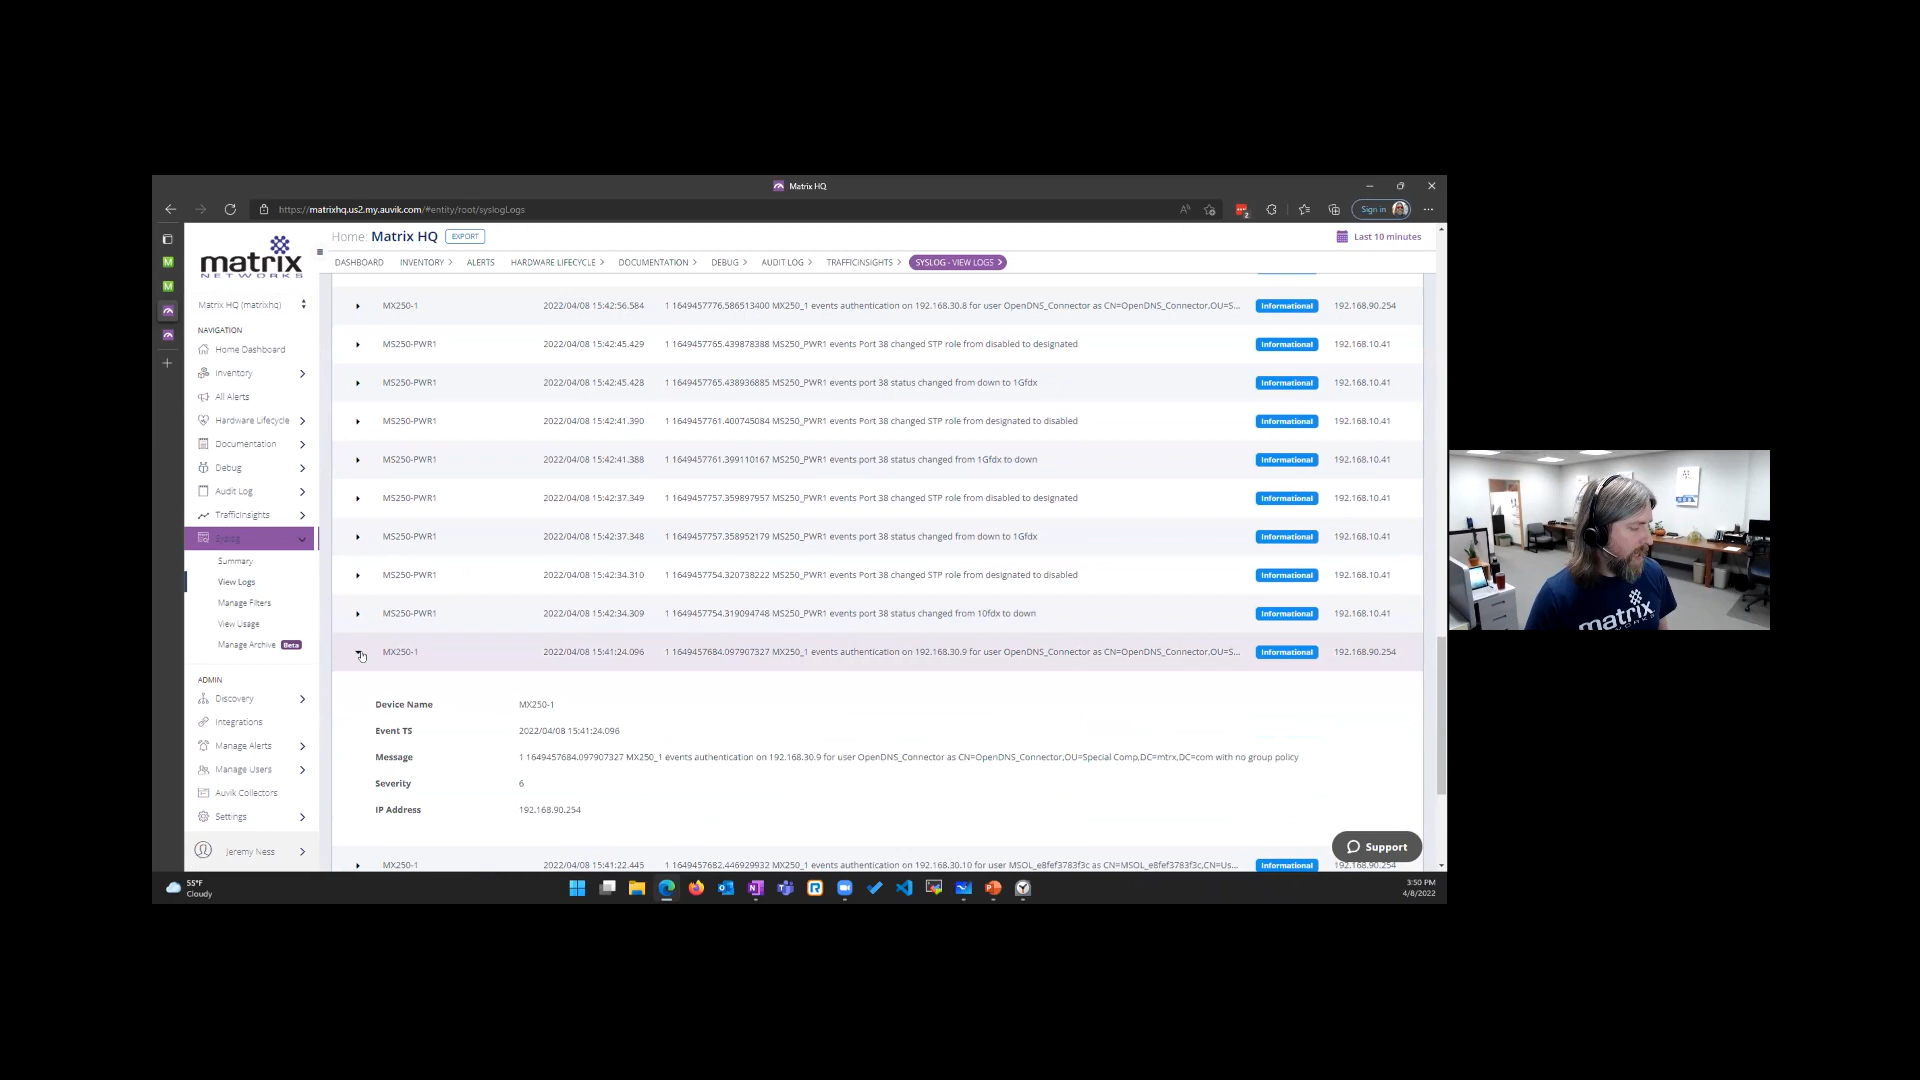 Matrix HQ
https://matrixhq.us2.my.auvik.com/#entity/root/syslogLogs
Sign in
matrix
NETWORKS
Home: Matrix HQ
EXPORT
Last 10 minutes
DASHBOARD INVENTORY ALERTS HARDWARE LIFECYCLE DOCUMENTATION DEBUG AUDIT LOG TRAFFICINSIGHTS SYSLOG - VIEW LOGS
Matrix HQ (matrixhq)
NAVIGATION
Home Dashboard
Inventory
All Alerts
Hardware Lifecycle
Documentation
Debug
Audit Log
TrafficInsights
Syslog
Summary
View Logs
Manage Filters
View Usage
Manage Archive Beta
ADMIN
Discovery
Integrations
Manage Alerts
Manage Users
Auvik Collectors
Settings
Jeremy Ness
MX250-1 2022/04/08 15:42:56.584 1 1649457776.586513400 MX250_1 events authentication on 192.168.30.8 for user OpenDNS_Connector as CN=OpenDNS_Connector,OU=S... Informational 192.168.90.254
MS250-PWR1 2022/04/08 15:42:45.429 1 1649457765.439878388 MS250_PWR1 events Port 38 changed STP role from disabled to designated Informational 192.168.10.41
MS250-PWR1 2022/04/08 15:42:45.428 1 1649457765.438936885 MS250_PWR1 events port 38 status changed from down to 1Gfdx Informational 192.168.10.41
MS250-PWR1 2022/04/08 15:42:41.390 1 1649457761.400745084 MS250_PWR1 events Port 38 changed STP role from designated to disabled Informational 192.168.10.41
MS250-PWR1 2022/04/08 15:42:41.388 1 1649457761.399110167 MS250_PWR1 events port 38 status changed from 1Gfdx to down Informational 192.168.10.41
MS250-PWR1 2022/04/08 15:42:37.349 1 1649457757.359897957 MS250_PWR1 events Port 38 changed STP role from disabled to designated Informational 192.168.10.41
MS250-PWR1 2022/04/08 15:42:37.348 1 1649457757.358952179 MS250_PWR1 events port 38 status changed from down to 1Gfdx Informational 192.168.10.41
MS250-PWR1 2022/04/08 15:42:34.310 1 1649457754.320738222 MS250_PWR1 events Port 38 changed STP role from designated to disabled Informational 192.168.10.41
MS250-PWR1 2022/04/08 15:42:34.309 1 1649457754.319094748 MS250_PWR1 events port 38 status changed from 10fdx to down Informational 192.168.10.41
MX250-1 2022/04/08 15:41:24.096 1 1649457684.097907327 MX250_1 events authentication on 192.168.30.9 for user OpenDNS_Connector as CN=OpenDNS_Connector,OU=S... Informational 192.168.90.254
Device Name MX250-1
Event TS 2022/04/08 15:41:24.096
Message 1 1649457684.097907327 MX250_1 events authentication on 192.168.30.9 for user OpenDNS_Connector as CN=OpenDNS_Connector,OU=Special Comp,DC=mtrx,DC=com with no group policy
Severity 6
IP Address 192.168.90.254
MX250-1 2022/04/08 15:41:22.445 1 1649457682.446929932 MX250_1 events authentication on 192.168.30.10 for user MSOL_e8fef3783f3c as CN=MSOL_e8fef3783f3c,CN=Us... Informational 192.168.90.254
Support
55°F
Cloudy
3:50 PM
4/8/2022
matrix